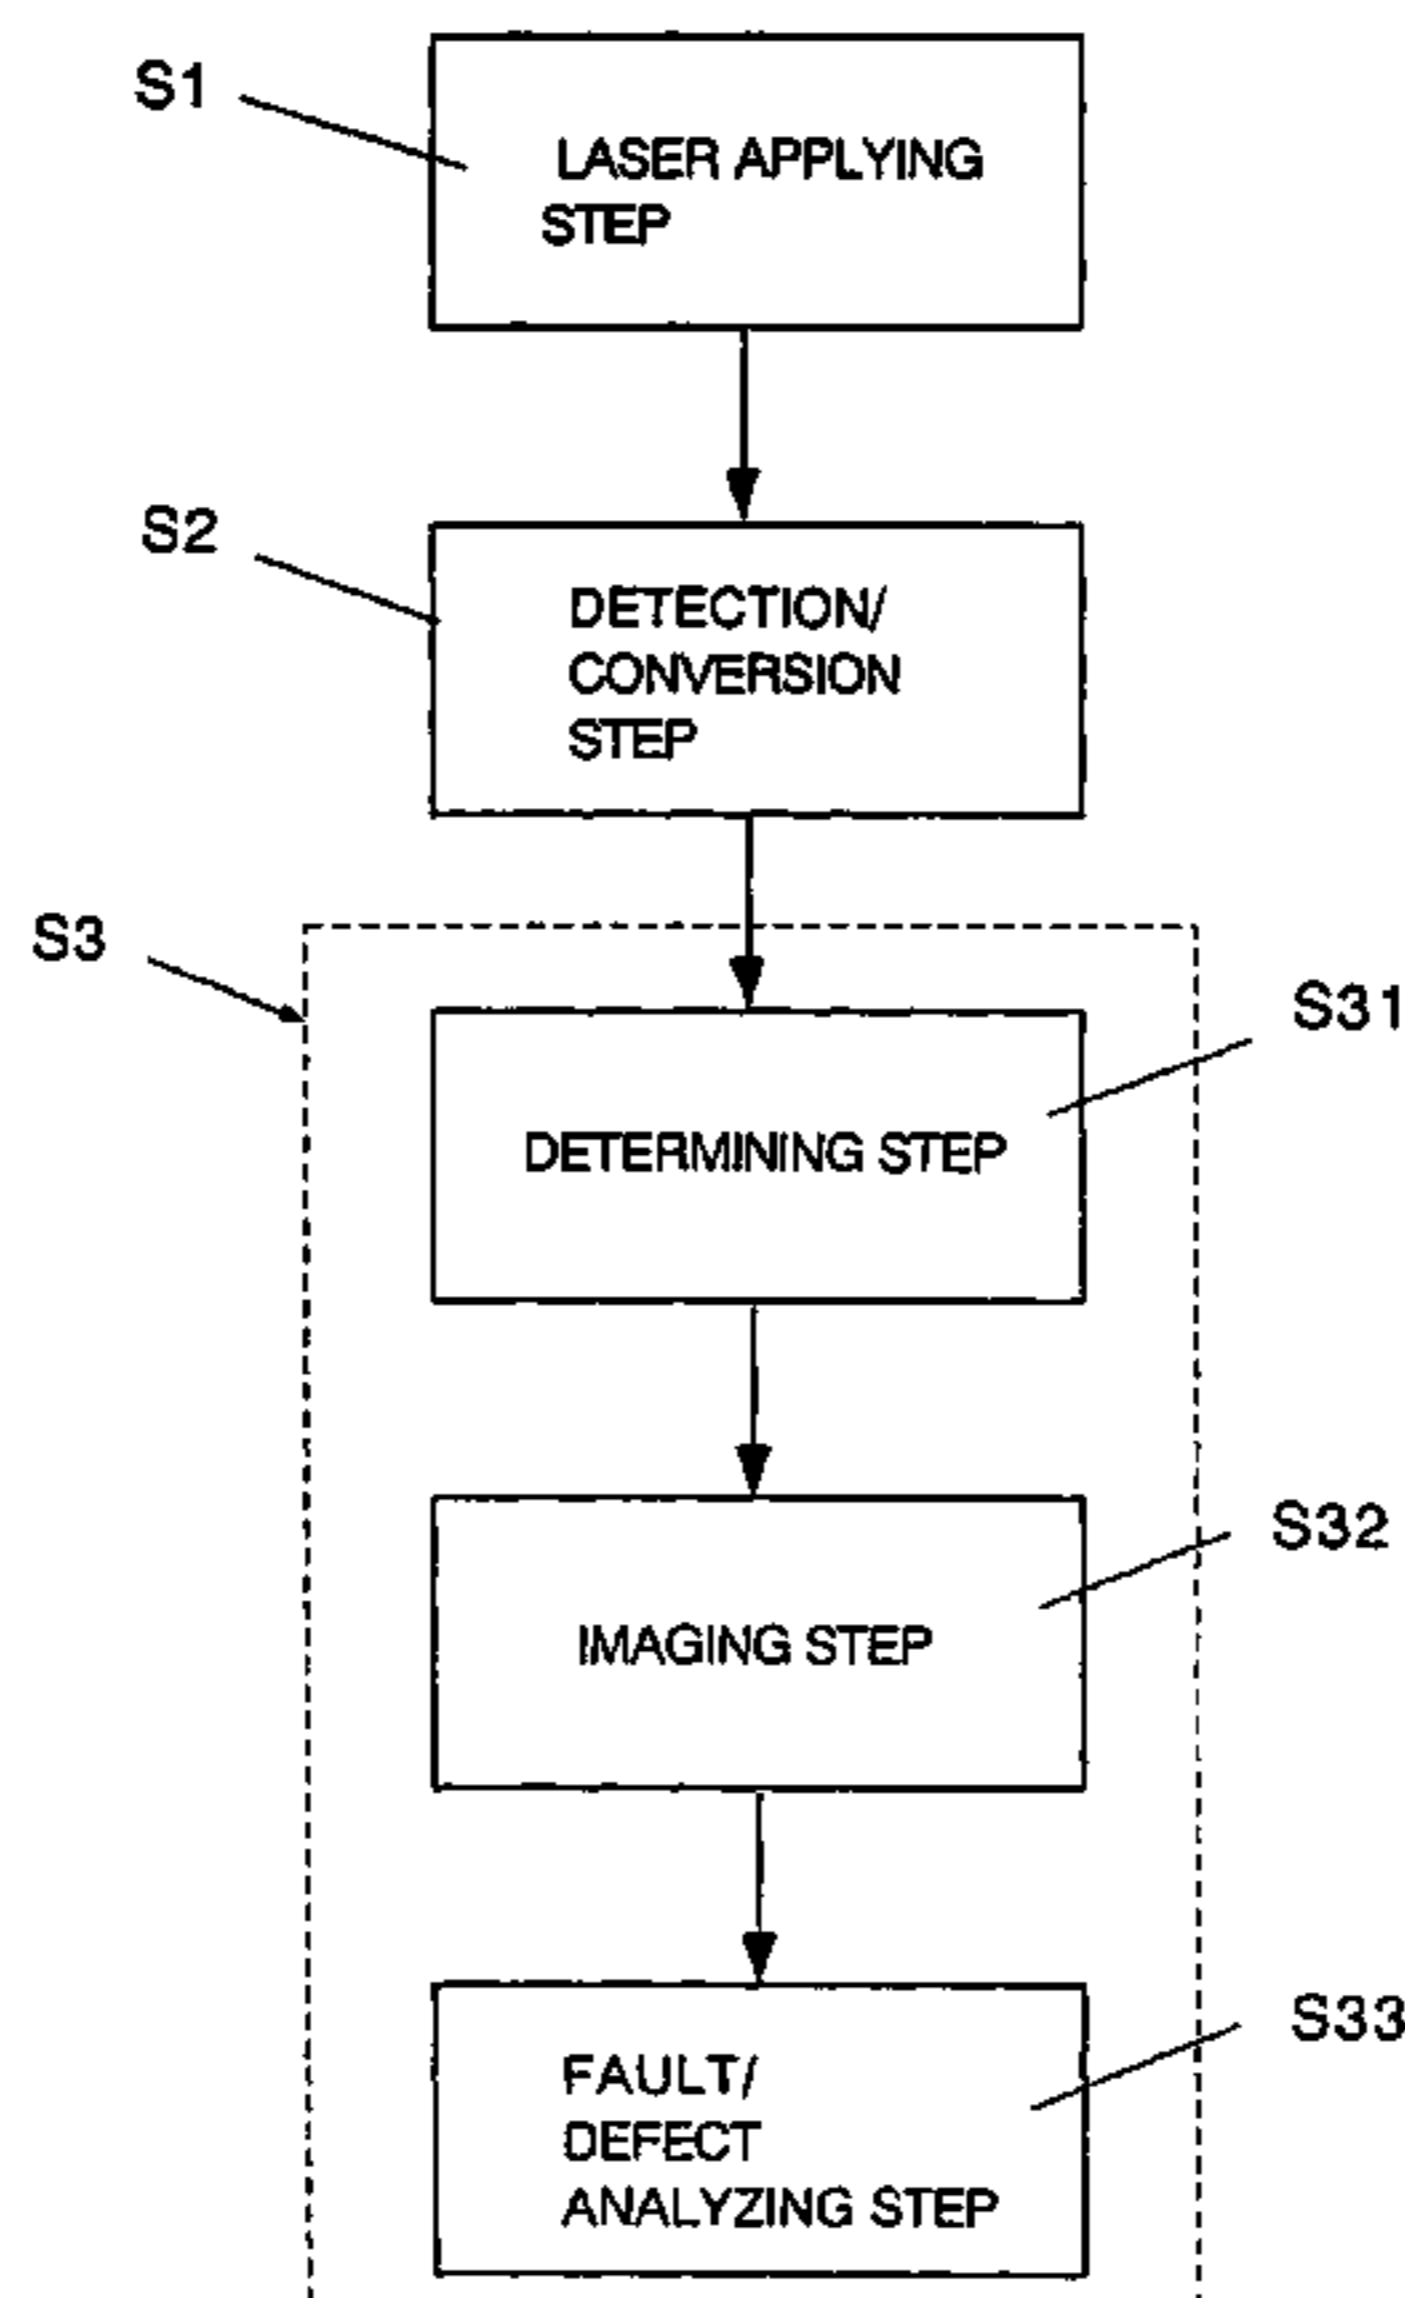 S1
LASER APPLYING
STEP
S2
DETECTION/
CONVERSION
STEP
S3
S31
DETERMINING STEP
S32
IMAGING STEP
S33
FAULT/
DEFECT
ANALYZING STEP